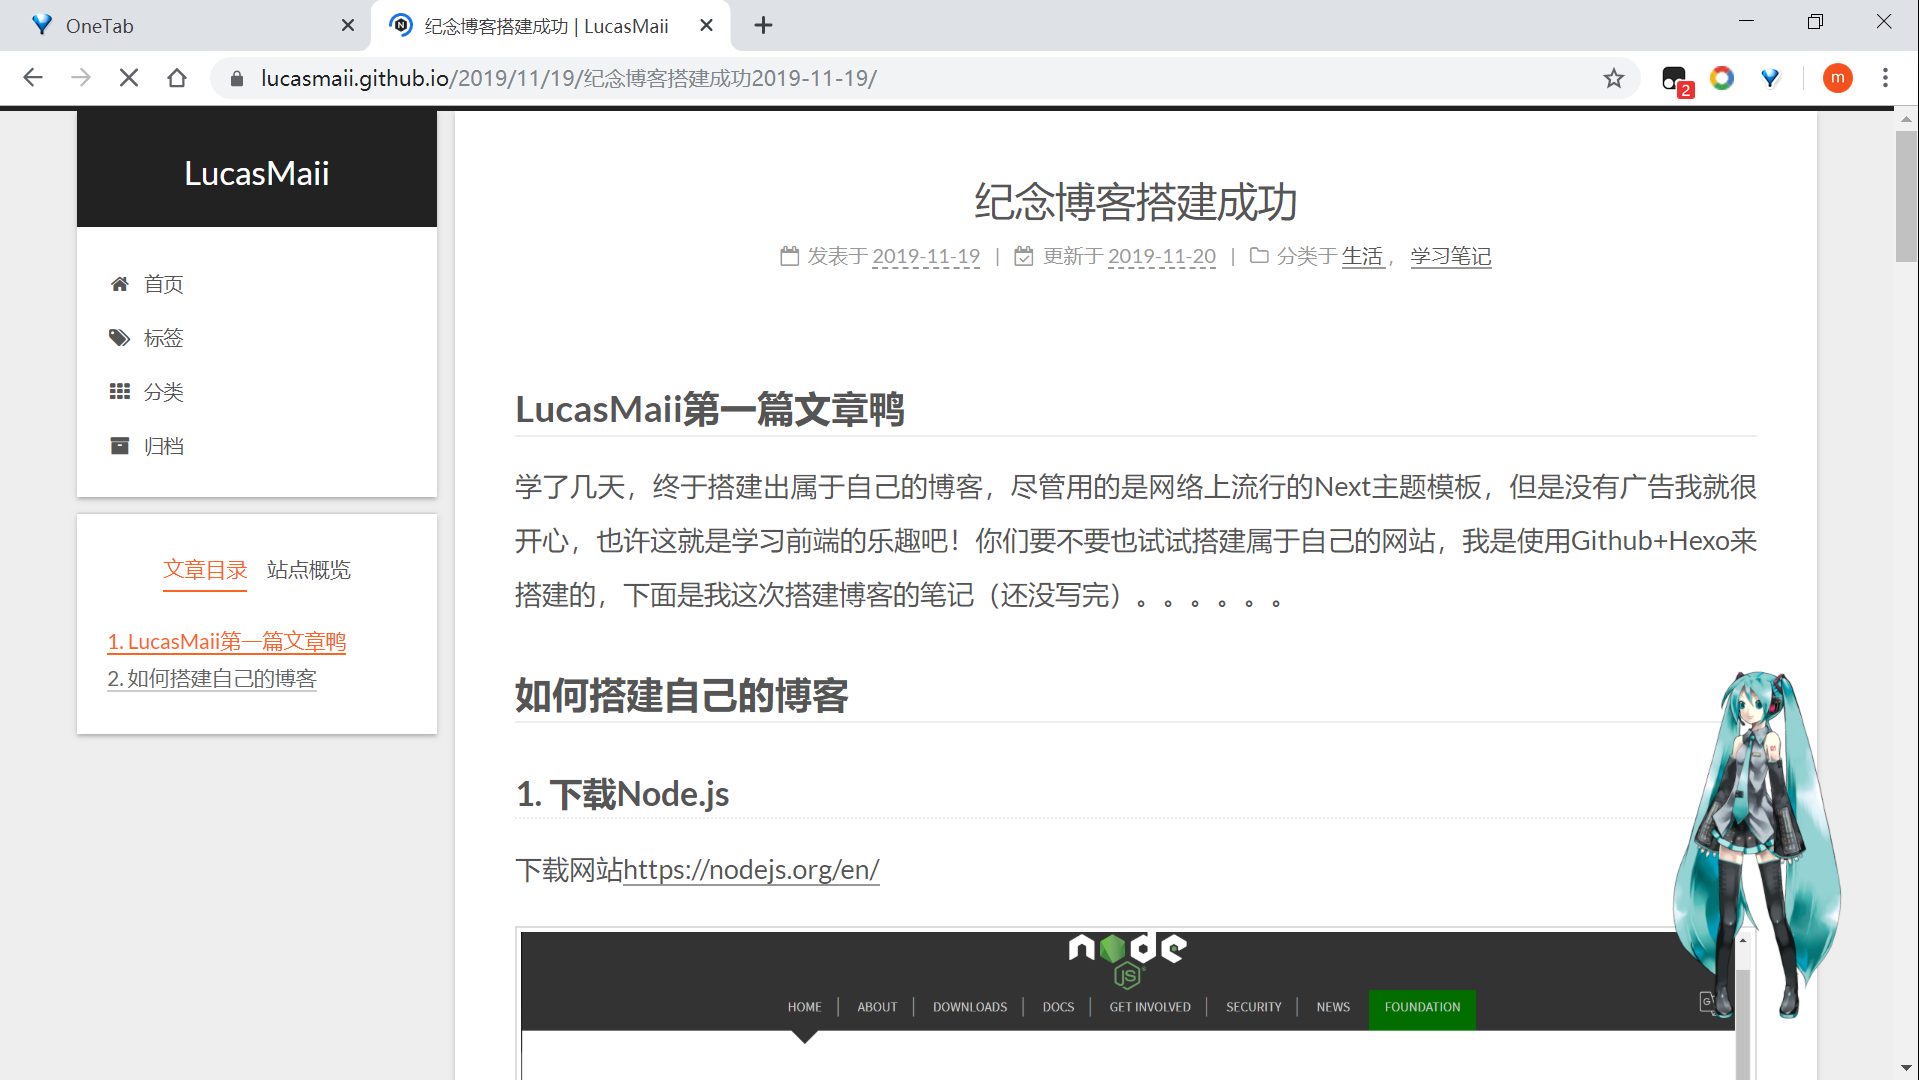 OneTab
纪念博客搭建成功 | LucasMaii
lucasmaii.github.io/2019/11/19/纪念博客搭建成功2019-11-19/
2
m
LucasMaii
首页
标签
分类
归档
文章目录 站点概览
1. LucasMaii第一篇文章鸭
2. 如何搭建自己的博客
纪念博客搭建成功
发表于 2019-11-19 | 更新于 2019-11-20 | 分类于 生活 ， 学习笔记
LucasMaii第一篇文章鸭
学了几天，终于搭建出属于自己的博客，尽管用的是网络上流行的Next主题模板，但是没有广告我就很
开心，也许这就是学习前端的乐趣吧！你们要不要也试试搭建属于自己的网站，我是使用Github+Hexo来
搭建的，下面是我这次搭建博客的笔记（还没写完）。。。。。。
如何搭建自己的博客
1. 下载Node.js
下载网站https://nodejs.org/en/
node
JS
HOME | ABOUT | DOWNLOADS | DOCS | GET INVOLVED | SECURITY | NEWS FOUNDATION